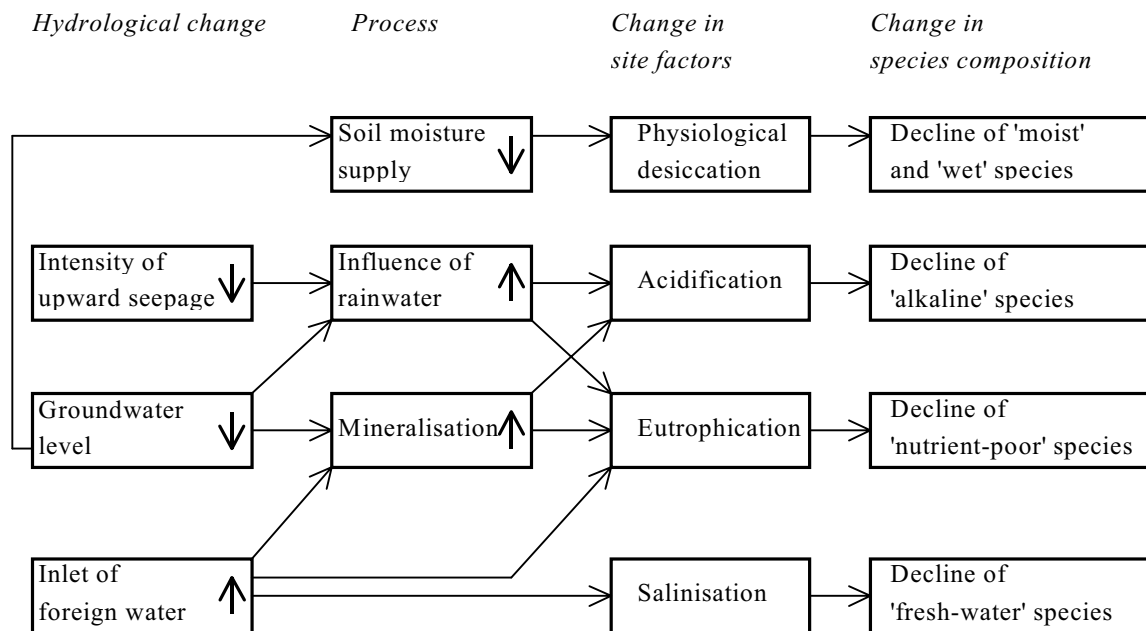 Hydrological change
Process
Change in
site factors
Change in
species composition
Soil moisture
supply
Physiological
desiccation
Decline of 'moist'
and 'wet' species
Intensity of
upward seepage
Influence of
rainwater
Acidification
Decline of
'alkaline' species
Groundwater
level
Mineralisation
Eutrophication
Decline of
'nutrient-poor' species
Inlet of
foreign water
Salinisation
Decline of
'fresh-water' species